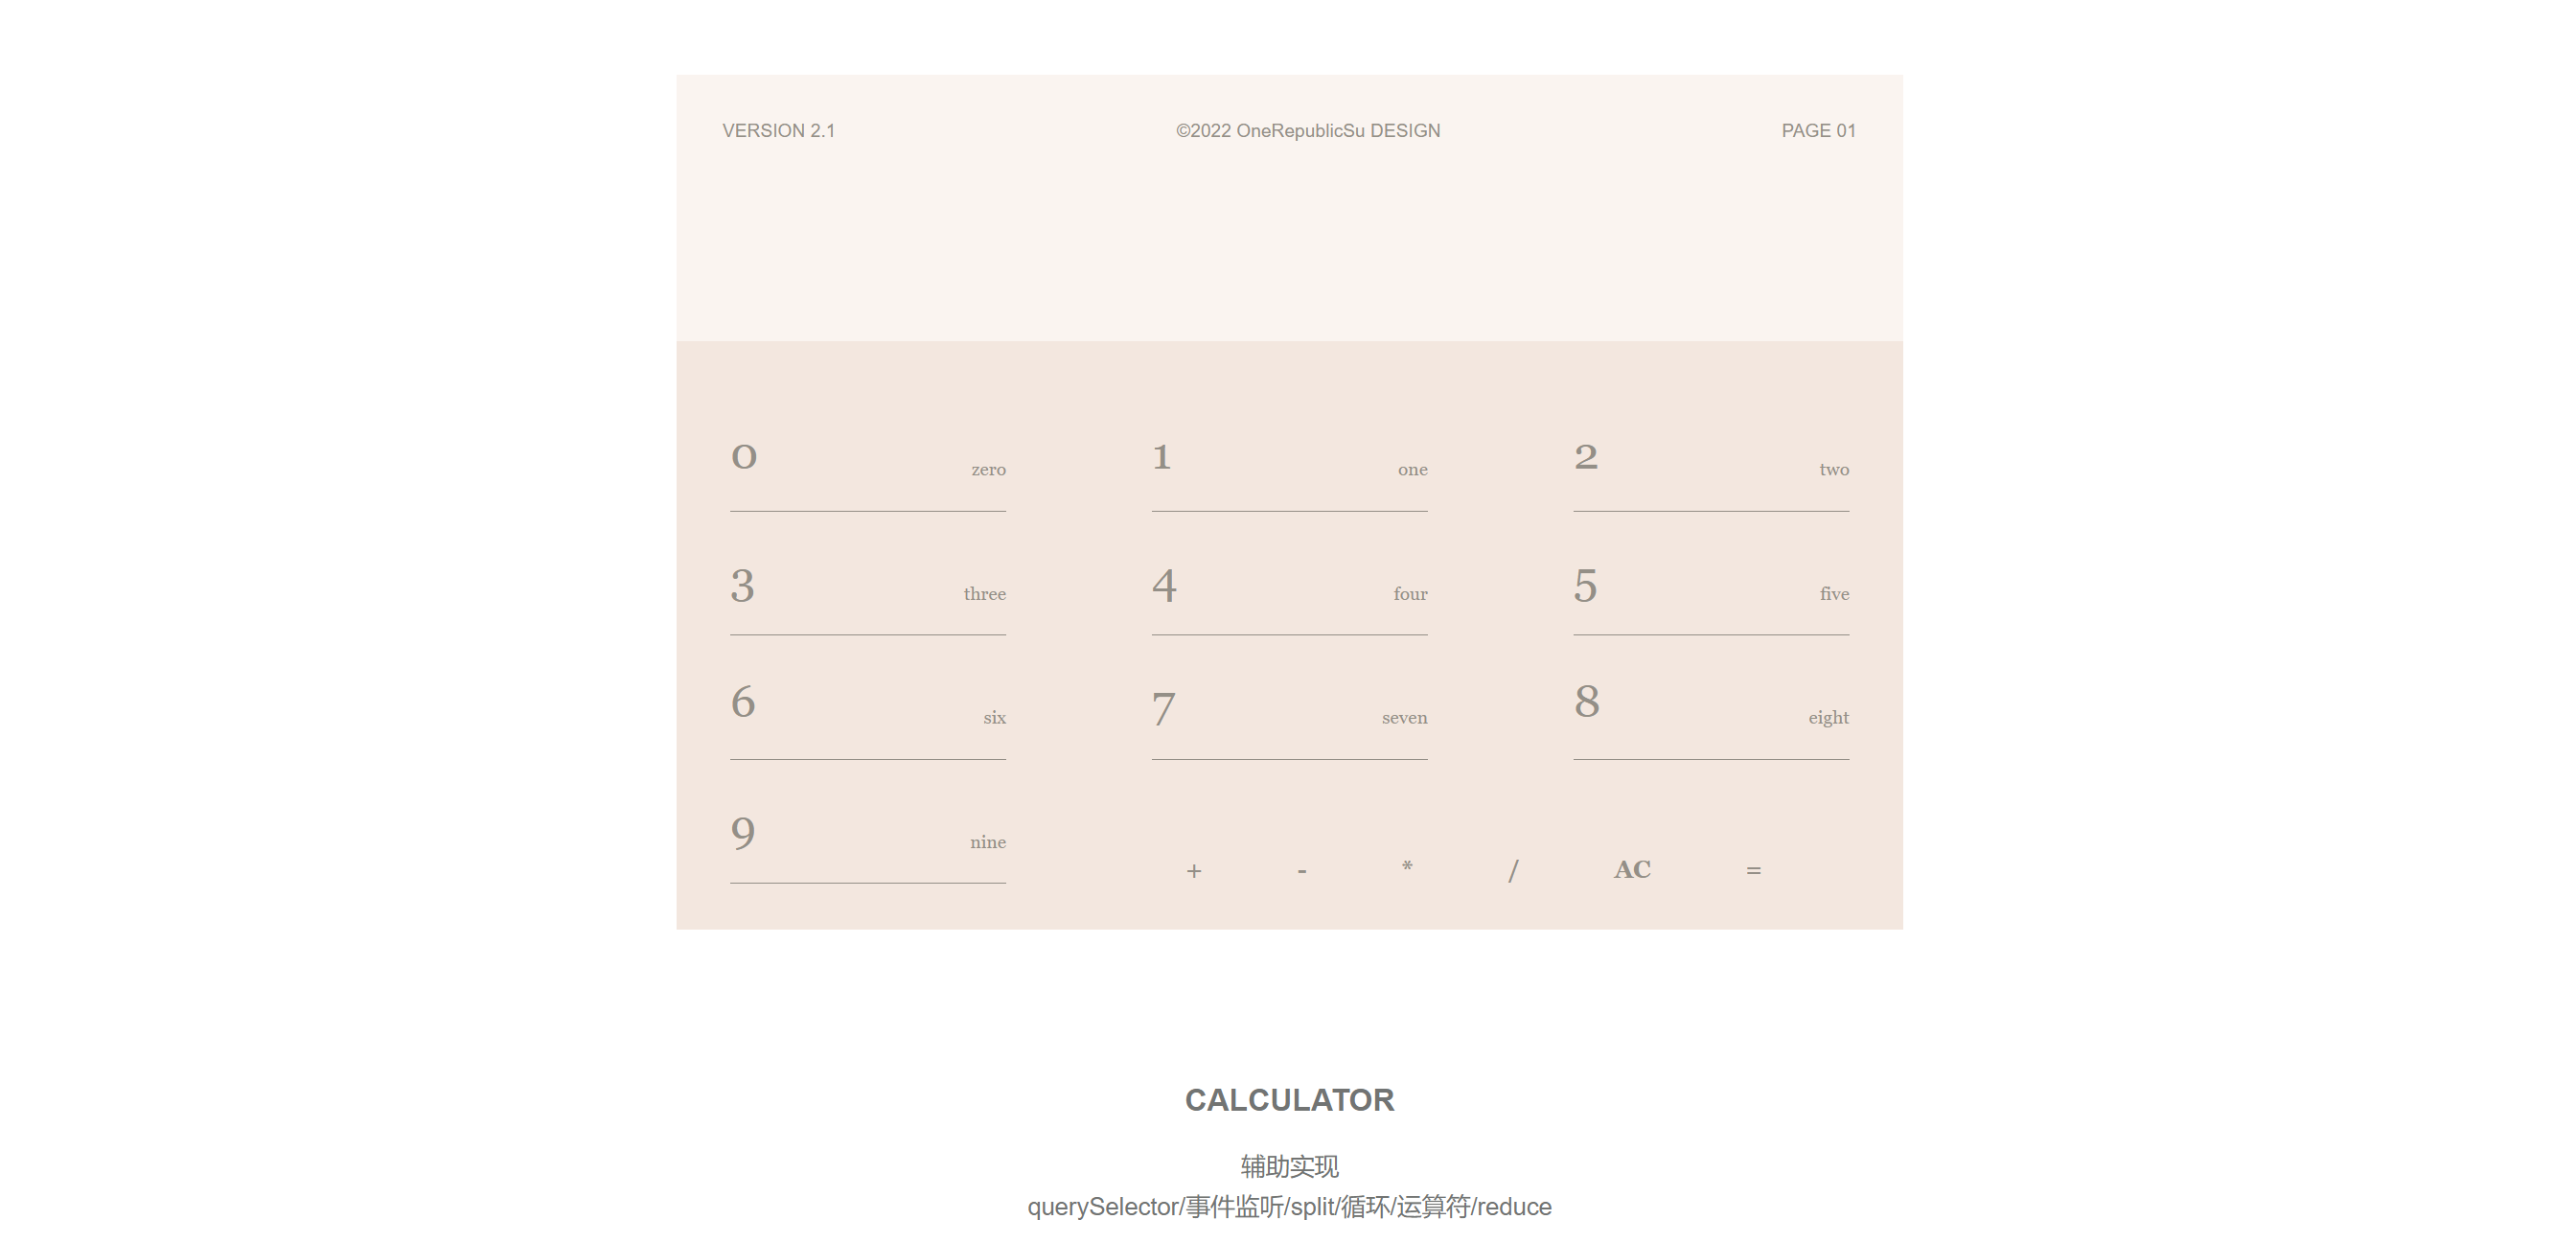 VERSION 2.1 ©2022 OneRepublicSu DESIGN PAGE 01
0 zero 1 one 2 two
3 three 4 four 5 five
6 six 7 seven 8 eight
9 nine + - * / AC =
CALCULATOR
辅助实现
querySelector/事件监听/split/循环/运算符/reduce